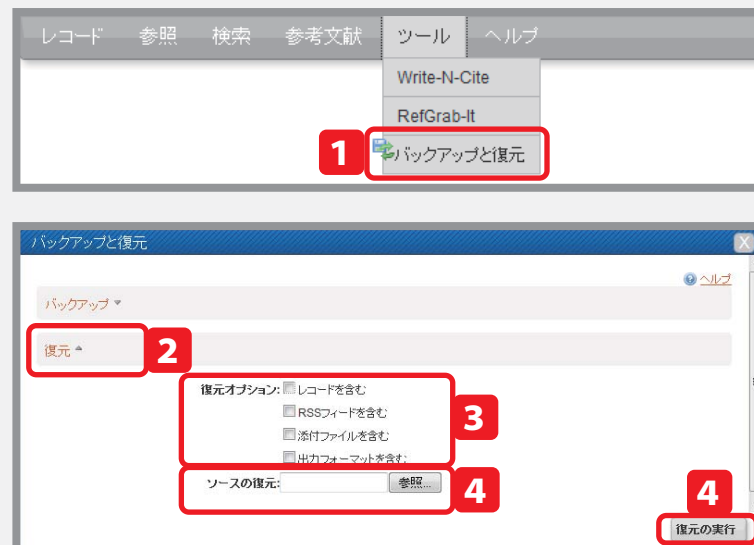 レコード 参照 検索 参考文献 ツール ヘルプ
Write-N-Cite
RefGrab-It
1 バックアップと復元
バックアップと復元 X
ヘルプ
バックアップ
復元 2
復元オプション: レコードを含む
RSSフィードを含む 3
添付ファイルを含む
出力フォーマットを含む:
ソースの復元: 参照... 4
4
復元の実行